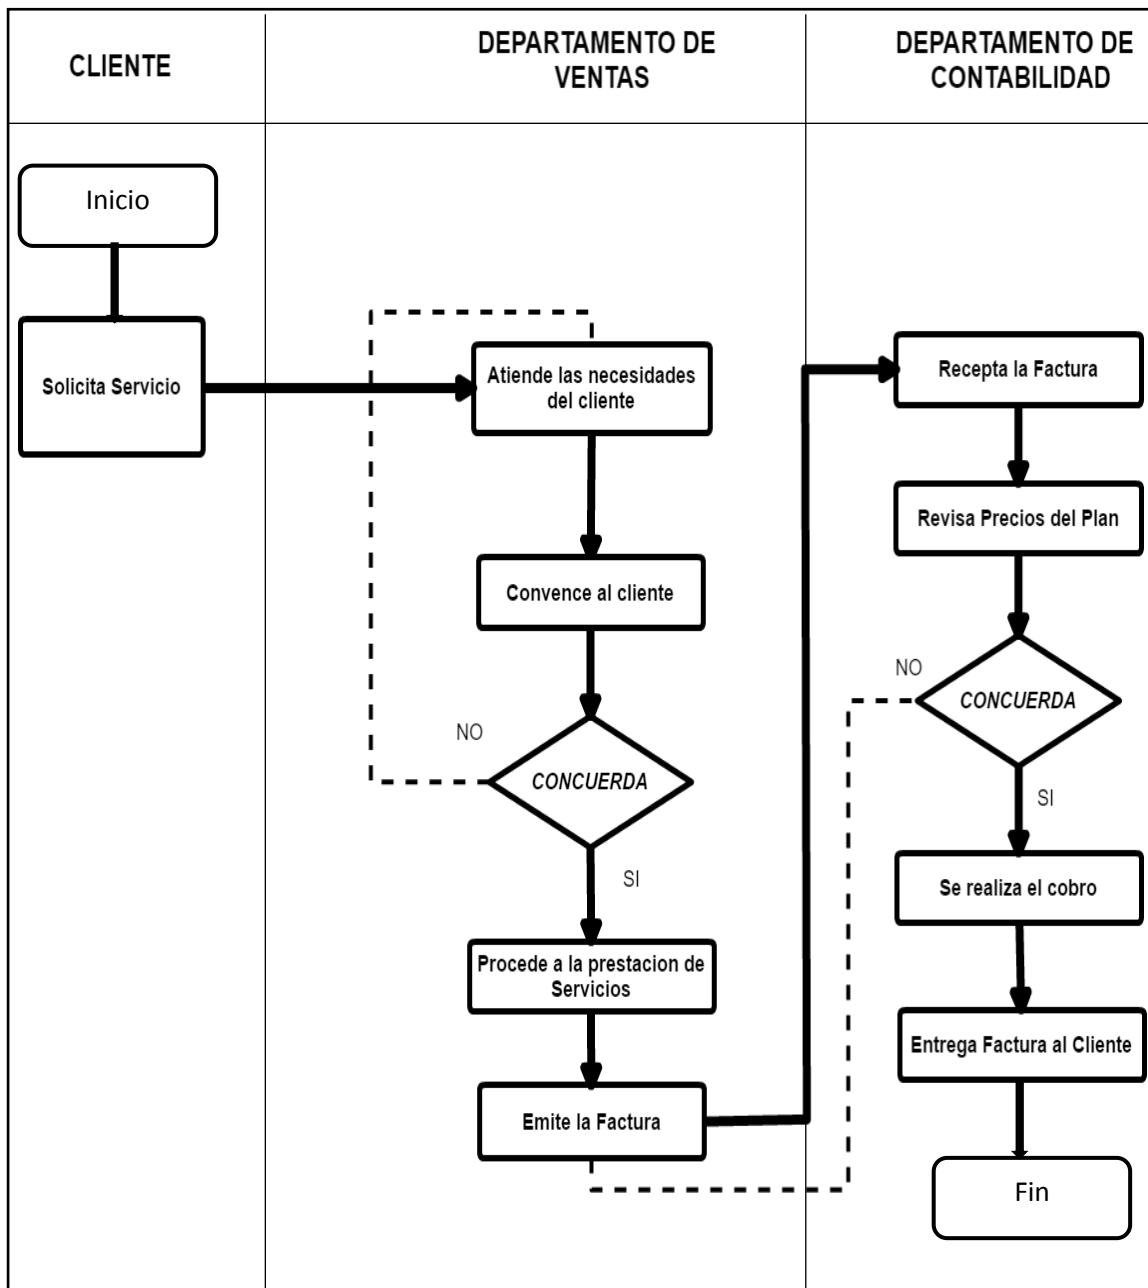 CLIENTE
DEPARTAMENTO DE
VENTAS
DEPARTAMENTO DE
CONTABILIDAD
Inicio
Solicita Servicio
Atiende las necesidades
del cliente
Convence al cliente
NO
CONCUERDA
SI
Procede a la prestacion de
Servicios
Emite la Factura
Recepta la Factura
Revisa Precios del Plan
NO
CONCUERDA
SI
Se realiza el cobro
Entrega Factura al Cliente
Fin